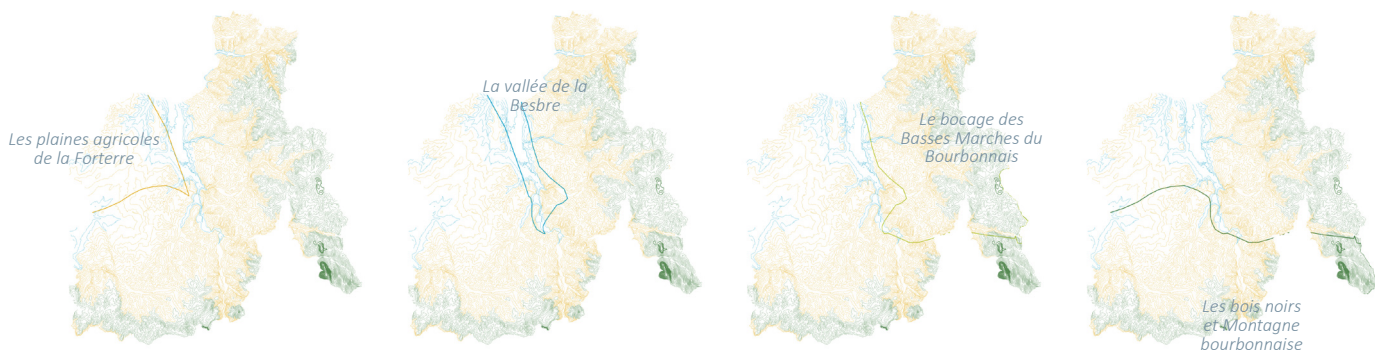 Les plaines agricoles
de la Forterre
La vallée de la
Besbre
Le bocage des
Basses Marches du
Bourbonnais
Les bois noirs
et Montagne
bourbonnaise